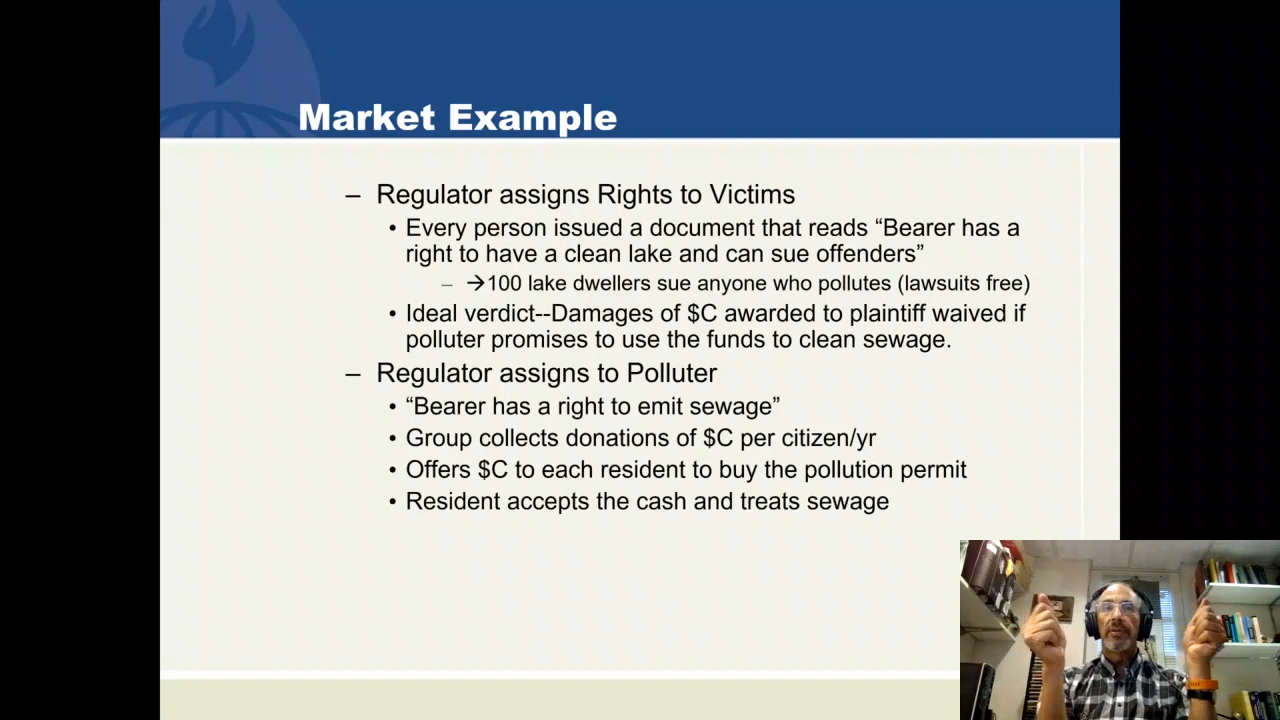 Market Example
– Regulator assigns Rights to Victims
• Every person issued a document that reads “Bearer has a
right to have a clean lake and can sue offenders”
– →100 lake dwellers sue anyone who pollutes (lawsuits free)
• Ideal verdict--Damages of $C awarded to plaintiff waived if
polluter promises to use the funds to clean sewage.
– Regulator assigns to Polluter
• “Bearer has a right to emit sewage”
• Group collects donations of $C per citizen/yr
• Offers $C to each resident to buy the pollution permit
• Resident accepts the cash and treats sewage